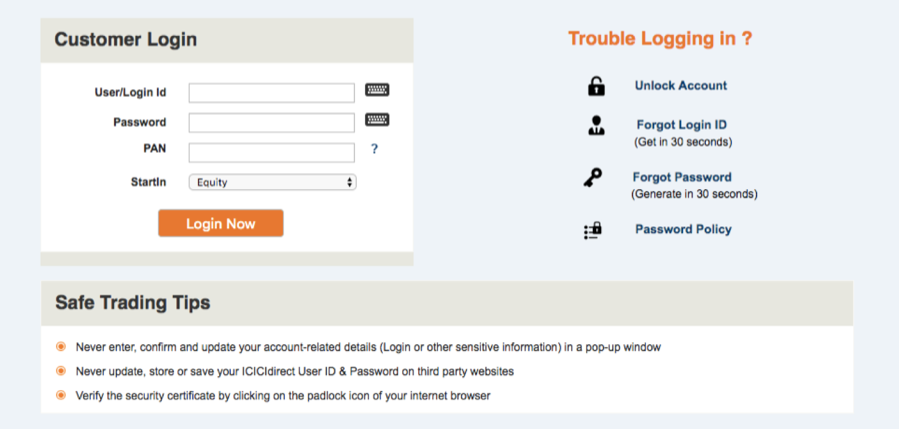 Customer Login
User/Login Id
Password
PAN
?
StartIn
Equity
Login Now
Trouble Logging in ?
Unlock Account
Forgot Login ID
(Get in 30 seconds)
Forgot Password
(Generate in 30 seconds)
Password Policy
Safe Trading Tips
Never enter, confirm and update your account-related details (Login or other sensitive information) in a pop-up window
Never update, store or save your ICICIdirect User ID & Password on third party websites
Verify the security certificate by clicking on the padlock icon of your internet browser